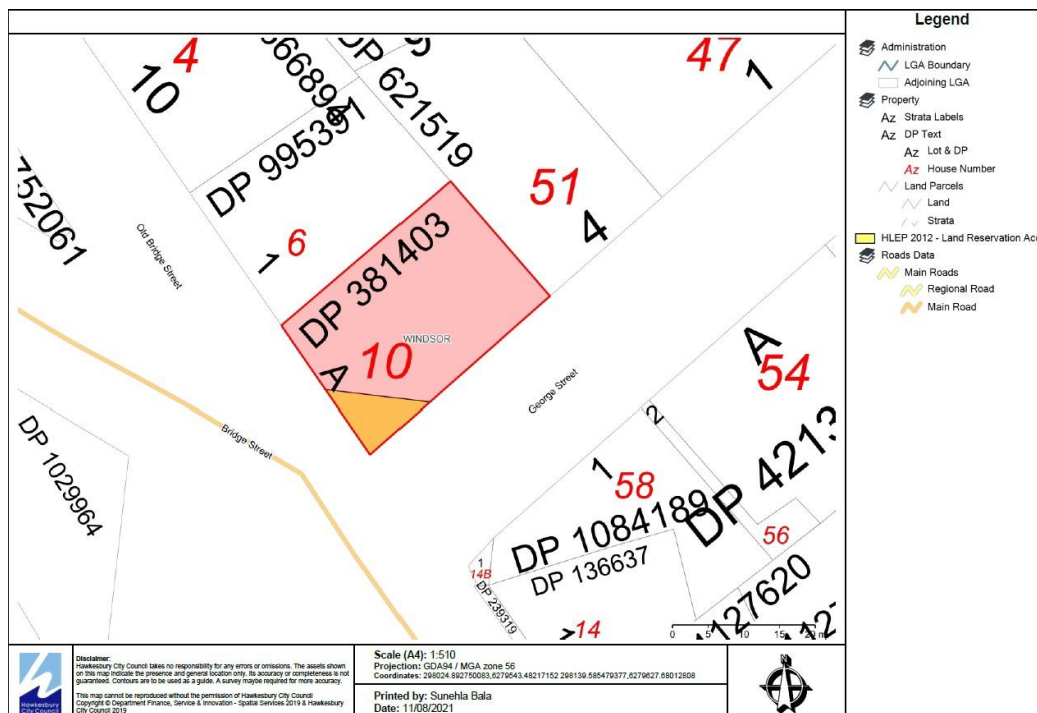 4
10
66894
DP 621519
47
1
DP 995391
51
4
752061
Old Bridge Street
6
1
DP 381403
WINDSOR
10
A
George Street
A
54
Bridge Street
DP 1029964
2
1
58
DP 1084189
DP 4213
56
DP 136637
1
14B
DP 239319
14
127620
0 5 10 15 20 m
Legend
Administration
LGA Boundary
Adjoining LGA
Property
Az Strata Labels
Az DP Text
Az Lot & DP
Az House Number
Land Parcels
Land
Strata
HLEP 2012 - Land Reservation Acq
Roads Data
Main Roads
Regional Road
Main Road
Hawkesbury
City Council
Disclaimer:
Hawkesbury City Council takes no responsibility for any errors or omissions. The assets shown
on this map indicate the presence and general location only. Its accuracy or completeness is not
guaranteed. Contours are to be used as a guide. A survey maybe required for more accuracy.
This map cannot be reproduced without the permission of Hawkesbury City Council
Copyright © Department Finance, Service & Innovation - Spatial Services 2019 & Hawkesbury
City Council 2019
Scale (A4): 1:510
Projection: GDA94 / MGA zone 56
Coordinates: 298024.892750083,6279543.48217152 298139.585479377,6279627.68012808
Printed by: Sunehla Bala
Date: 11/08/2021